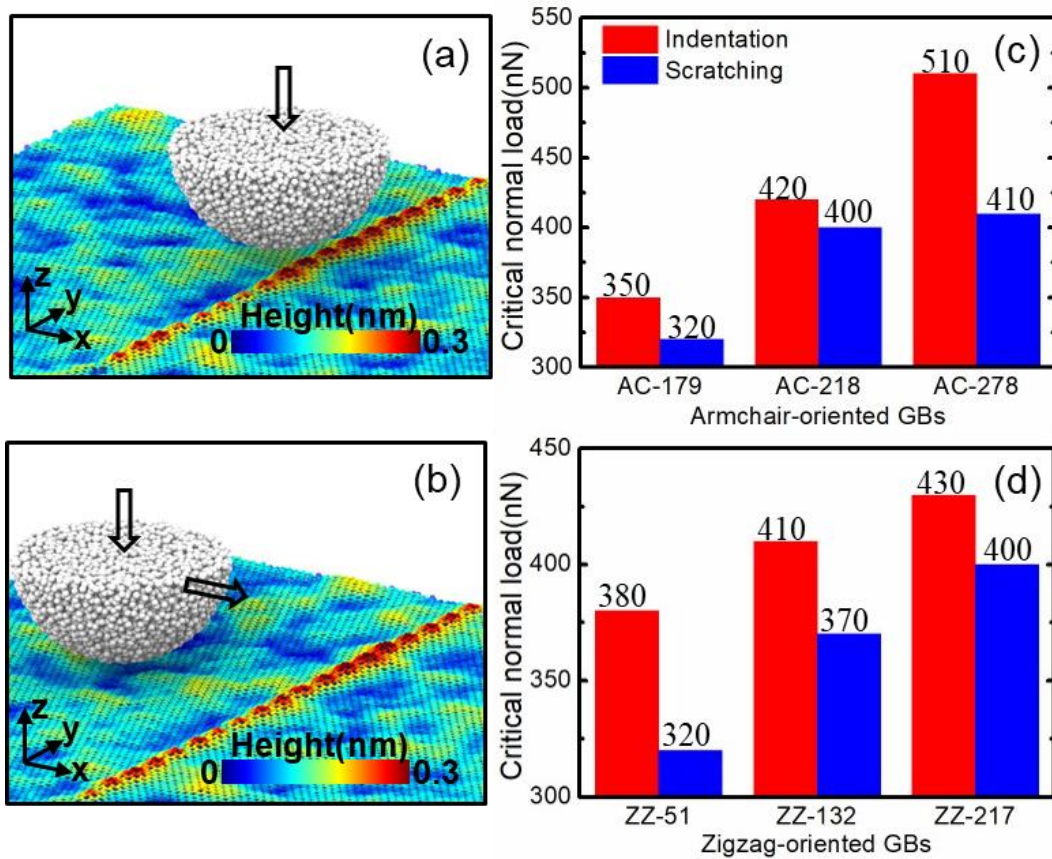 (a)
z
y
x
Height(nm)
0
0.3
(b)
z
y
x
Height(nm)
0
0.3
(c)
Critical normal load(nN)
550
500
450
400
350
300
Indentation
Scratching
350
320
420
400
510
410
AC-179
AC-218
AC-278
Armchair-oriented GBs
(d)
Critical normal load(nN)
450
400
350
300
380
320
410
370
430
400
ZZ-51
ZZ-132
ZZ-217
Zigzag-oriented GBs